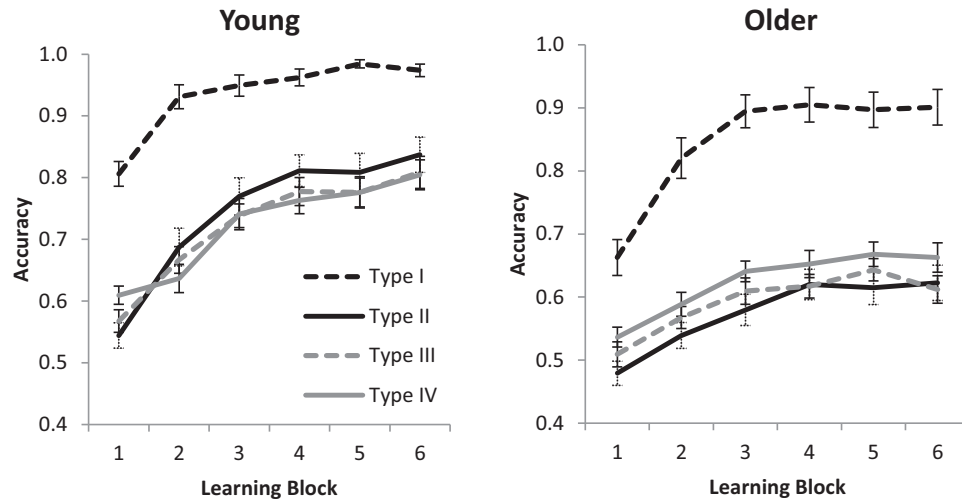 Young
1.0
0.9
0.8
0.7
0.6
0.5
0.4
Accuracy
Type I
Type II
Type III
Type IV
1 2 3 4 5 6
Learning Block
Older
1.0
0.9
0.8
0.7
0.6
0.5
0.4
Accuracy
1 2 3 4 5 6
Learning Block